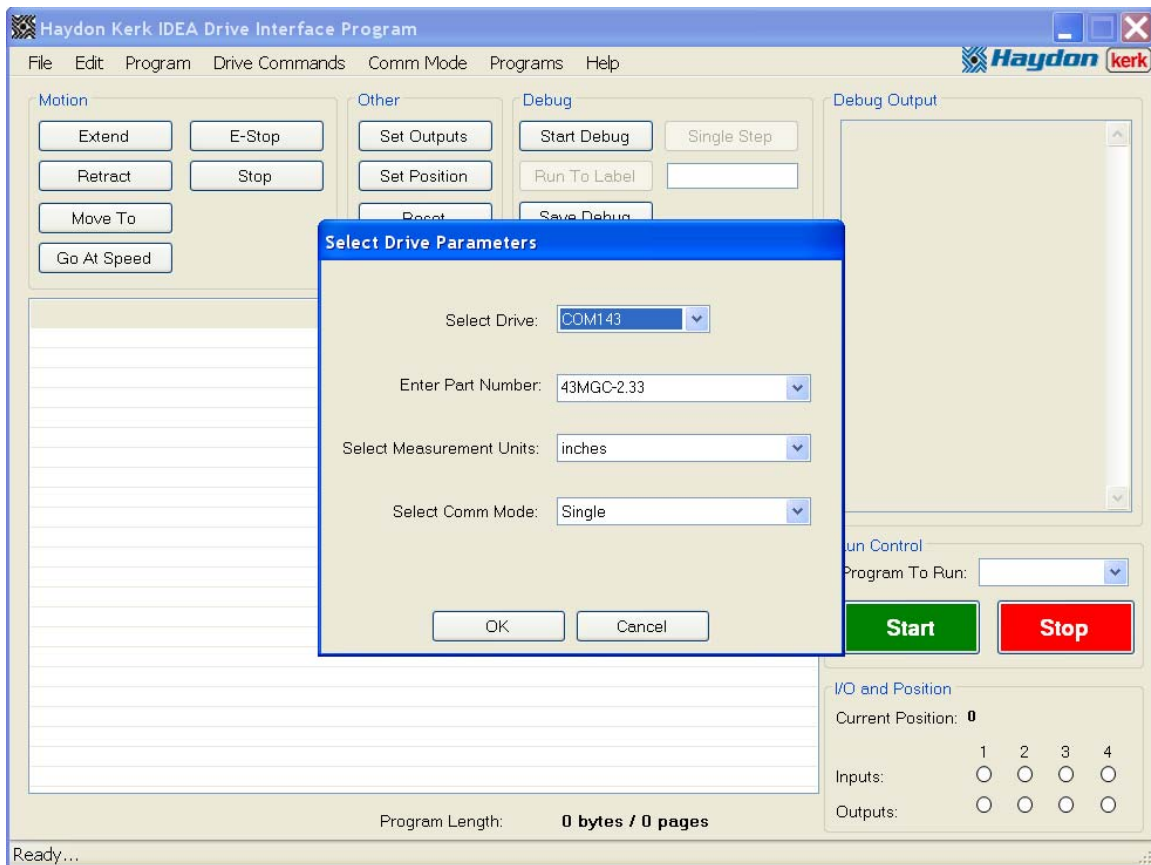 Haydon Kerk IDEA Drive Interface Program
File Edit Program Drive Commands Comm Mode Programs Help
Haydon kerk
Motion
Extend E-Stop
Retract Stop
Move To
Go At Speed
Other
Set Outputs
Set Position
Reset
Debug
Start Debug Single Step
Run To Label
Save Debug
Debug Output
Select Drive Parameters
Select Drive: COM143
Enter Part Number: 43MGC-2.33
Select Measurement Units: inches
Select Comm Mode: Single
OK Cancel
un Control
Program To Run:
Start Stop
I/O and Position
Current Position: 0
1 2 3 4
Inputs:
Outputs:
Program Length: 0 bytes / 0 pages
Ready...